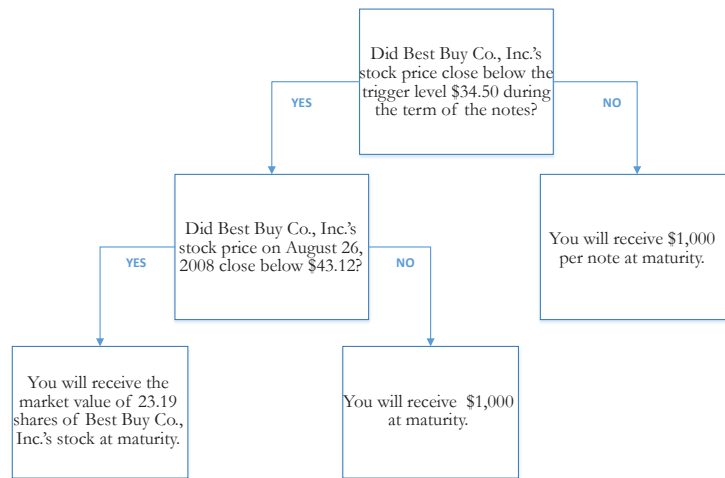 Did Best Buy Co., Inc.'s
stock price close below the
trigger level $34.50 during
the term of the notes?
YES
NO
Did Best Buy Co., Inc.'s
stock price on August 26,
2008 close below $43.12?
You will receive $1,000
per note at maturity.
YES
NO
You will receive the
market value of 23.19
shares of Best Buy Co.,
Inc.'s stock at maturity.
You will receive $1,000
at maturity.